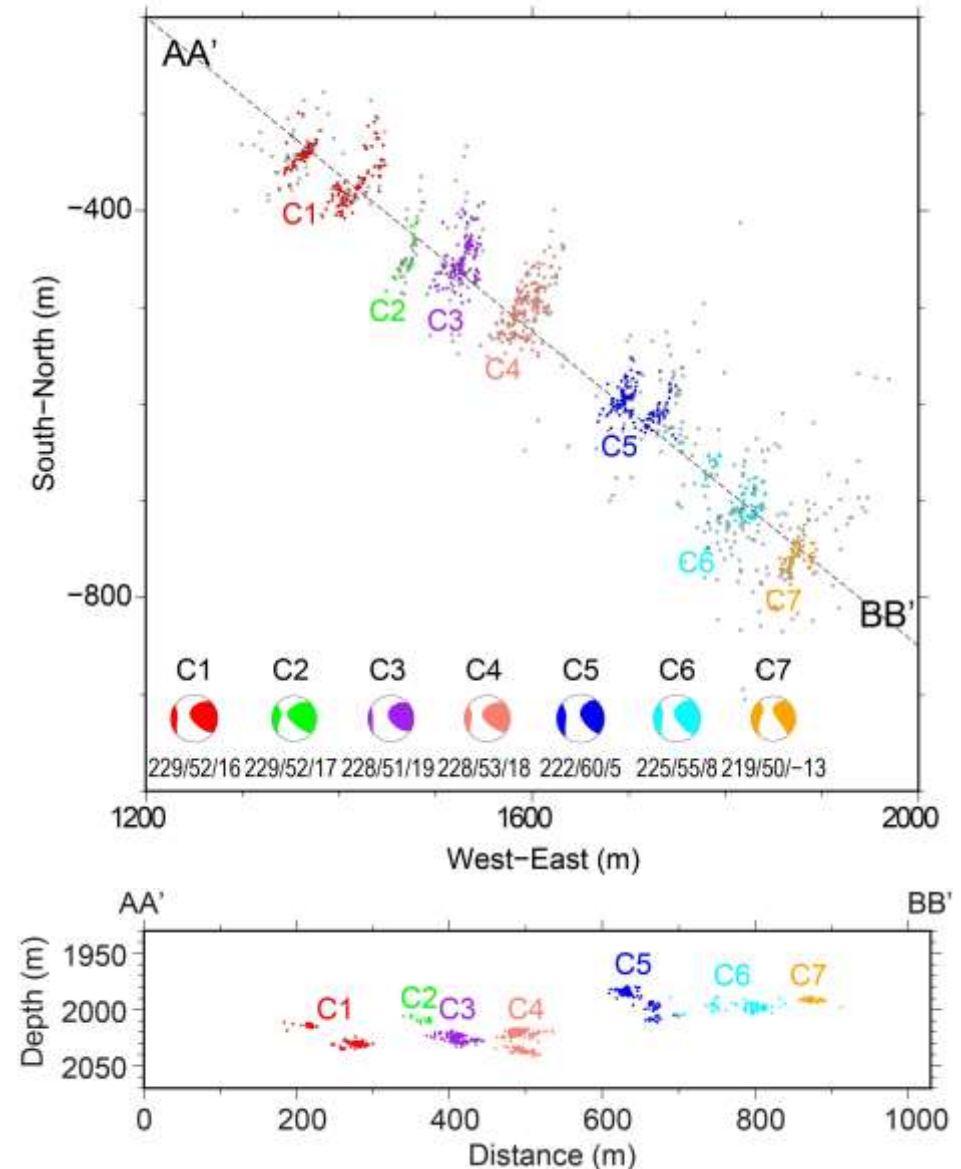 AA'
C1
−400
C2
C3
C4
C5
C6
C7
−800
BB'
South−North (m)
C1 C2 C3 C4 C5 C6 C7
229/52/16 229/52/17 228/51/19 228/53/18 222/60/5 225/55/8 219/50/−13
1200 1600 2000
West−East (m)
AA' BB'
1950
2000
2050
Depth (m)
C1 C2 C3 C4 C5 C6 C7
0 200 400 600 800 1000
Distance (m)